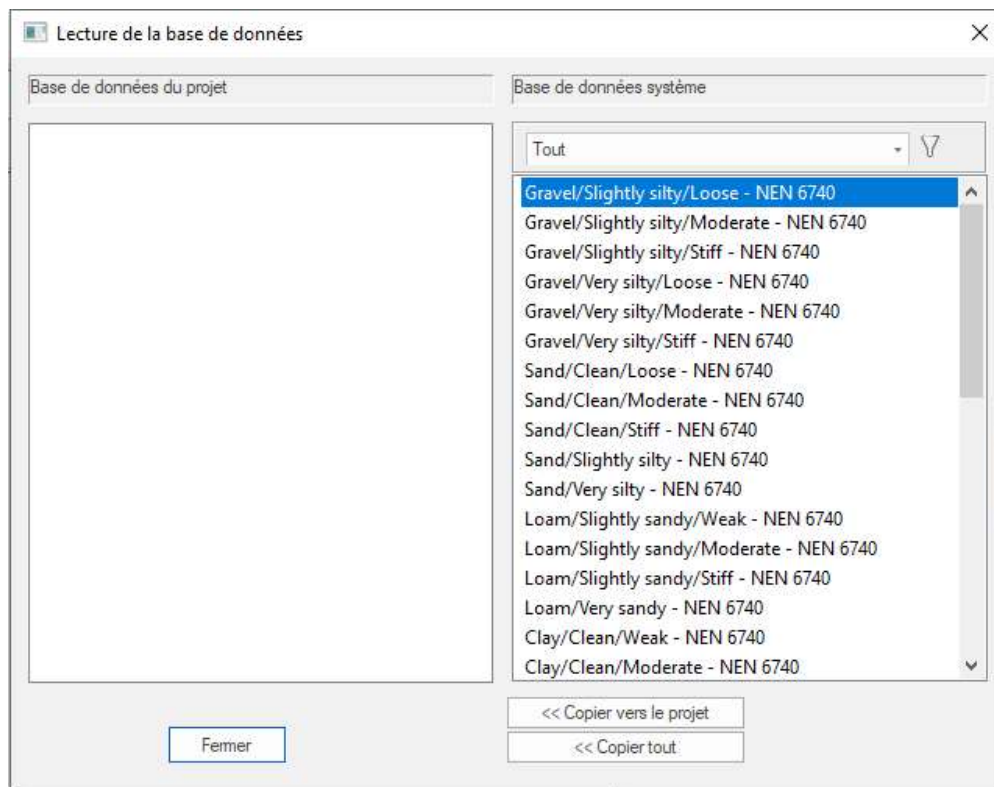 Lecture de la base de données
Base de données du projet
Base de données système
Tout
Gravel/Slightly silty/Loose - NEN 6740
Gravel/Slightly silty/Moderate - NEN 6740
Gravel/Slightly silty/Stiff - NEN 6740
Gravel/Very silty/Loose - NEN 6740
Gravel/Very silty/Moderate - NEN 6740
Gravel/Very silty/Stiff - NEN 6740
Sand/Clean/Loose - NEN 6740
Sand/Clean/Moderate - NEN 6740
Sand/Clean/Stiff - NEN 6740
Sand/Slightly silty - NEN 6740
Sand/Very silty - NEN 6740
Loam/Slightly sandy/Weak - NEN 6740
Loam/Slightly sandy/Moderate - NEN 6740
Loam/Slightly sandy/Stiff - NEN 6740
Loam/Very sandy - NEN 6740
Clay/Clean/Weak - NEN 6740
Clay/Clean/Moderate - NEN 6740
<< Copier vers le projet
Fermer
<< Copier tout